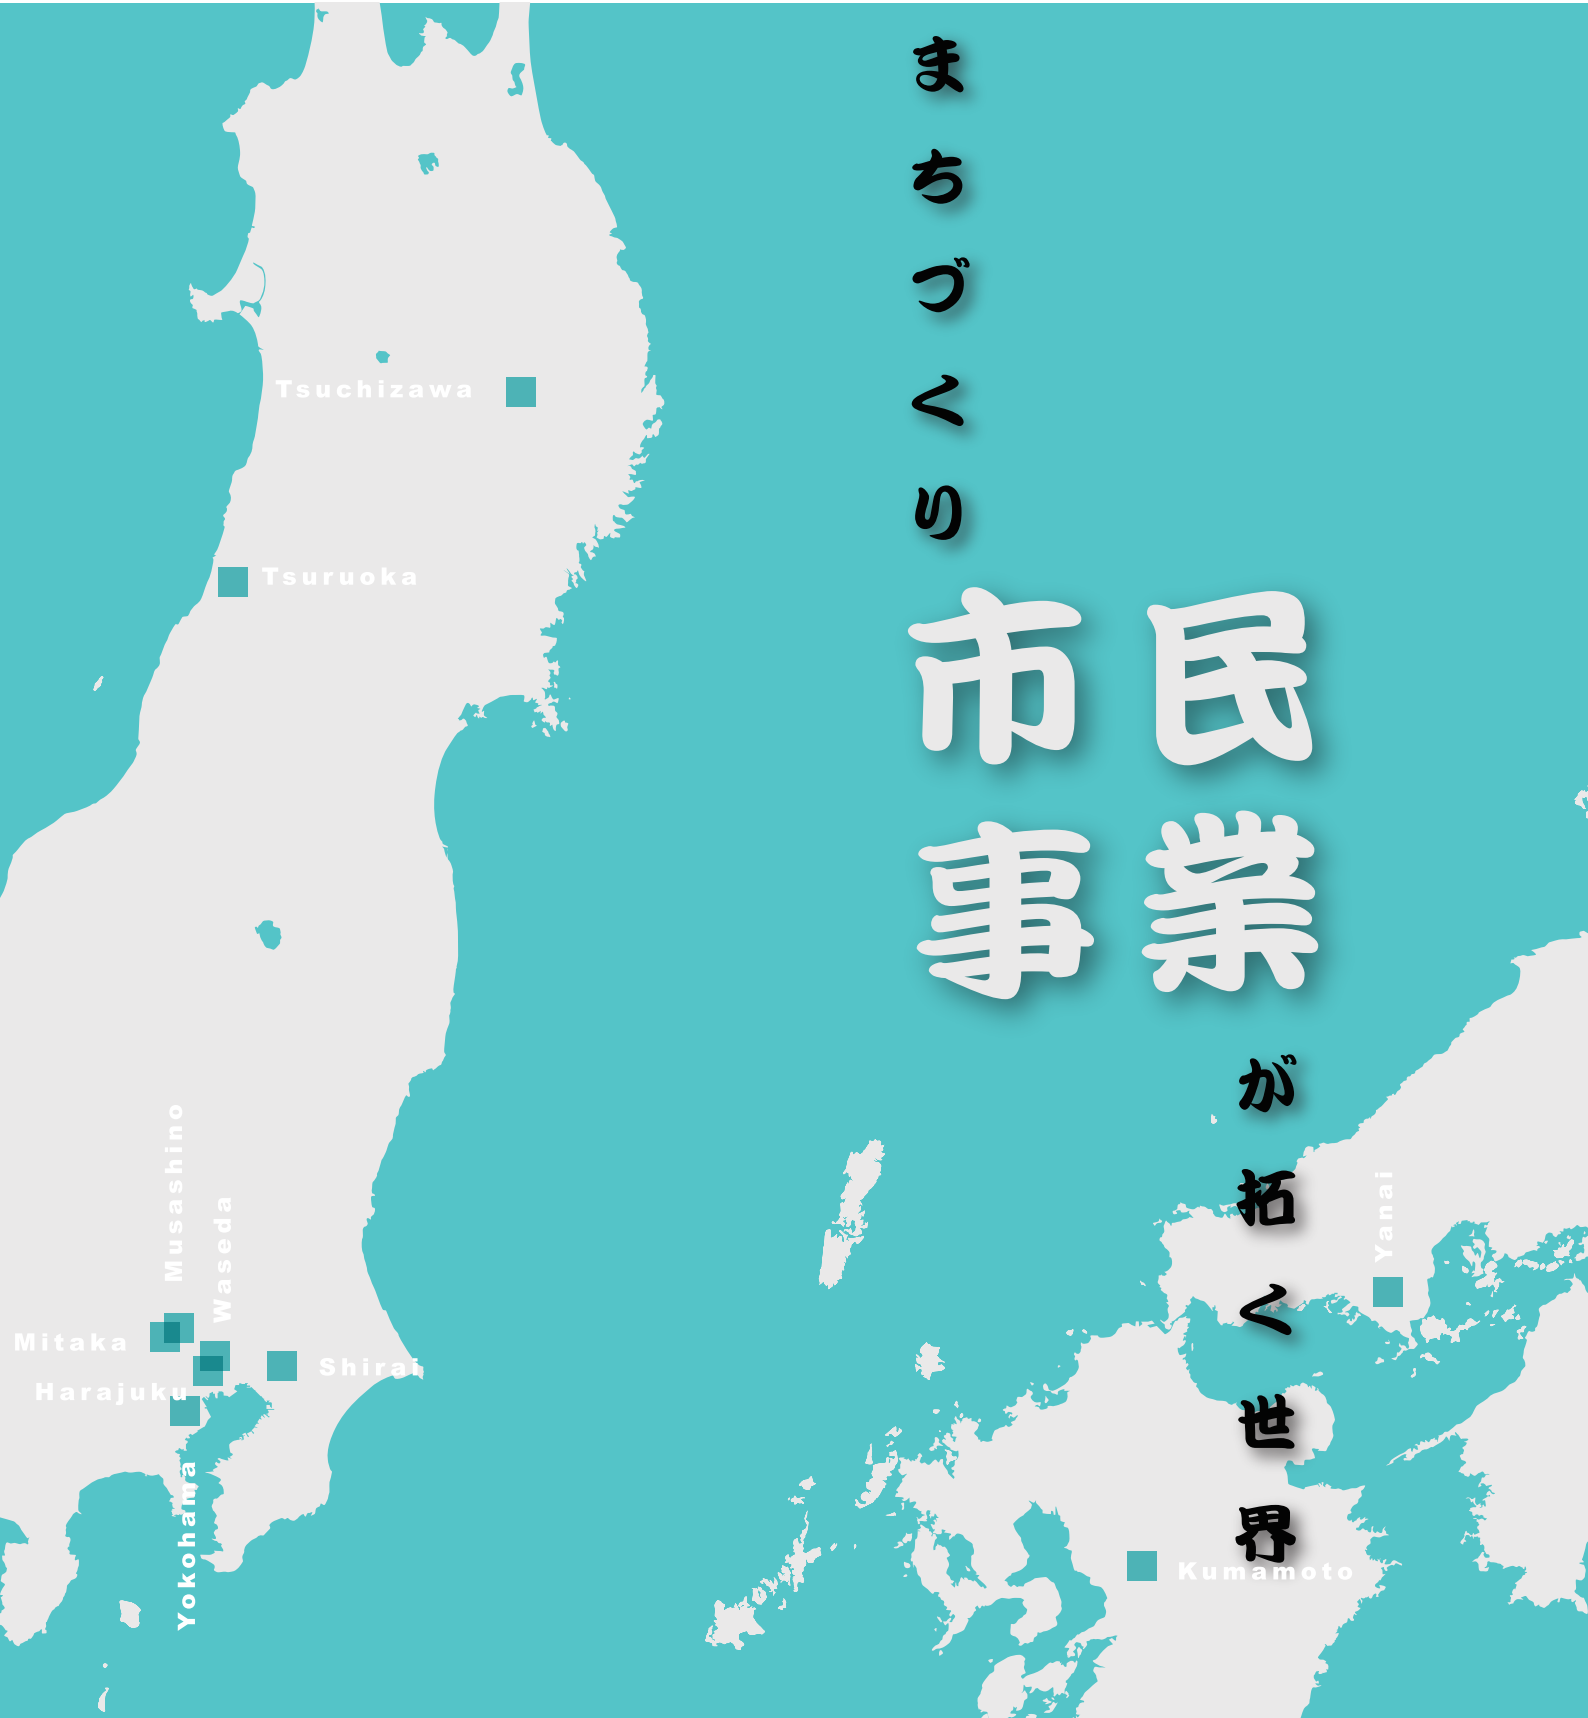 まちづくり
市民
事業
が拓く世界
Tsuchizawa
Tsuruoka
Musashino
Waseda
Mitaka
Shirai
Harajuku
Yokohama
Yanai
Kumamoto